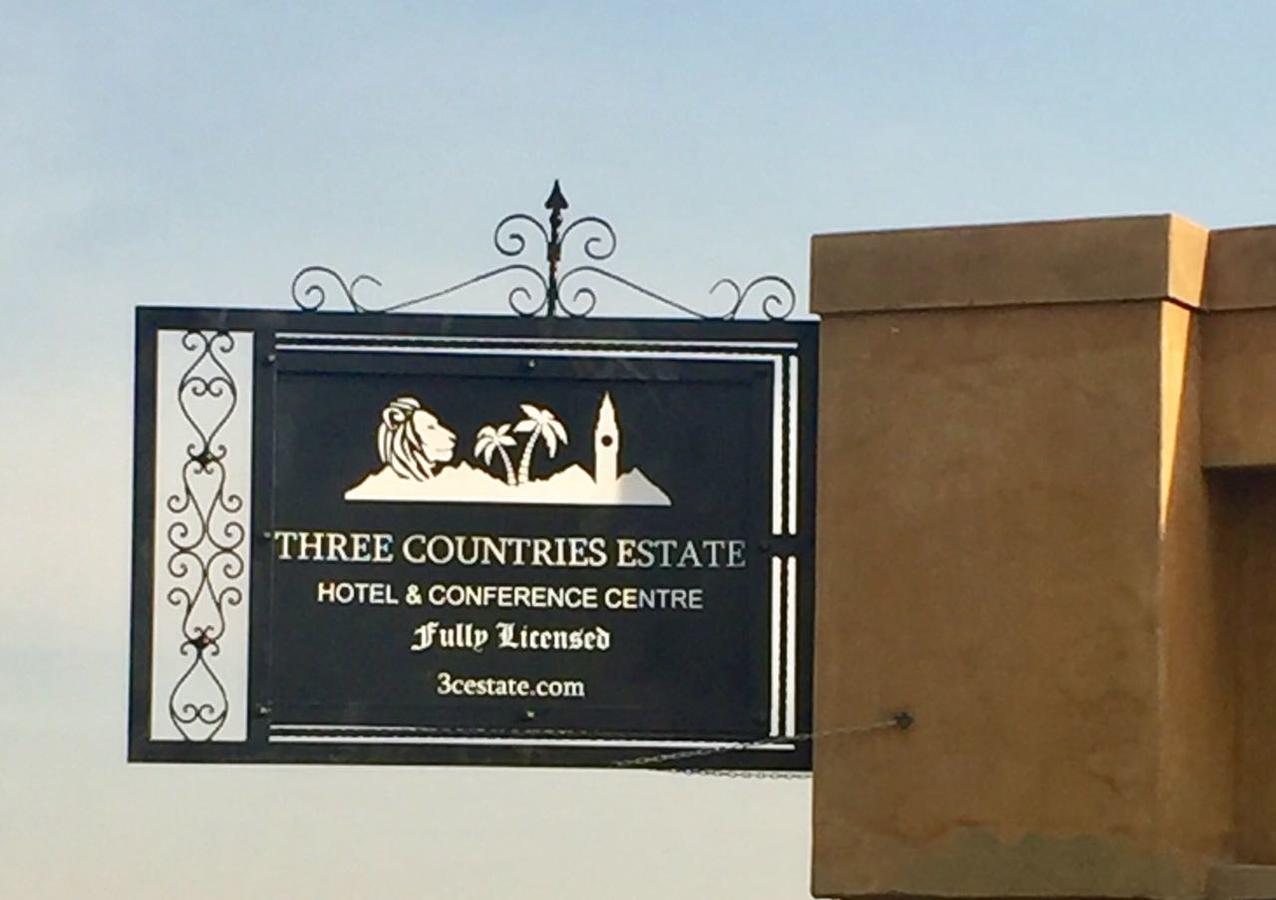 THREE COUNTRIES ESTATE
HOTEL & CONFERENCE CENTRE
Fully Licensed
3cestate.com